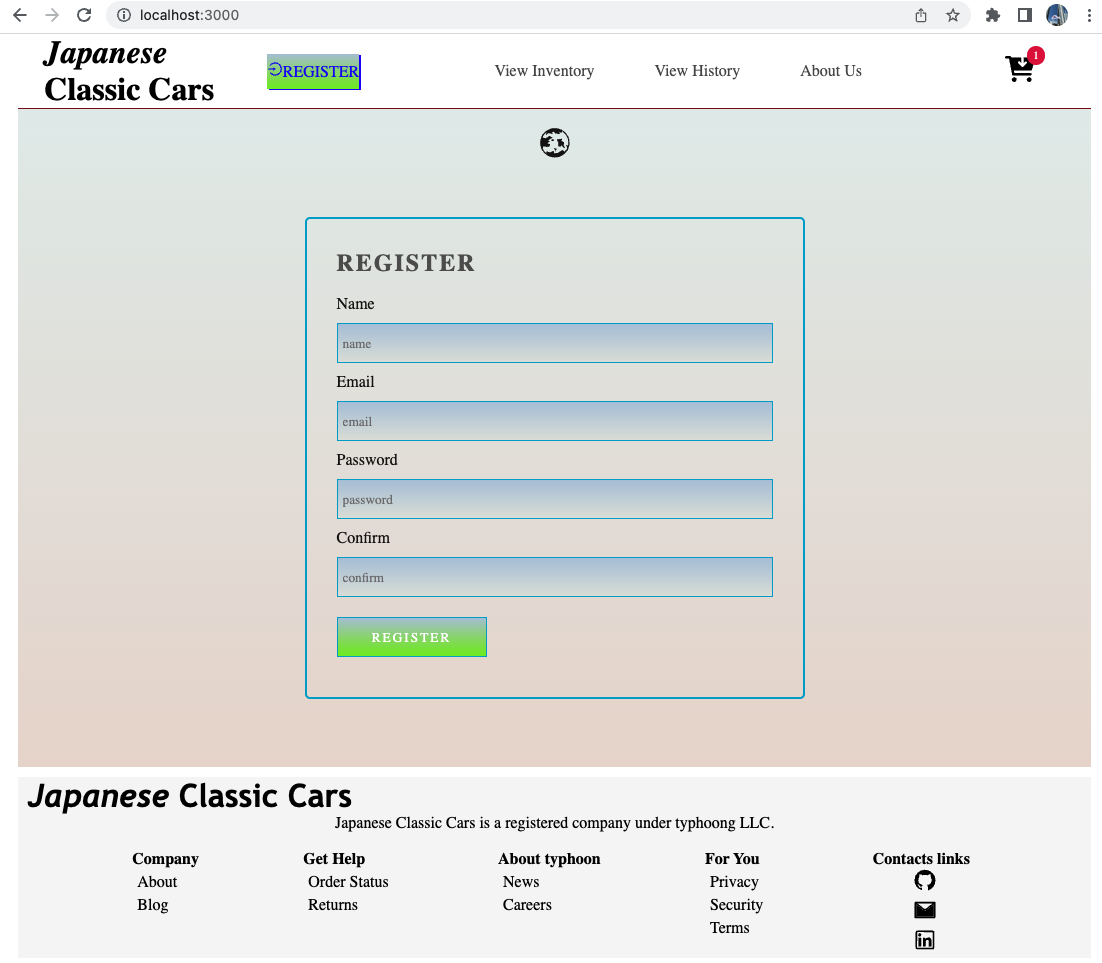 localhost:3000
Japanese
Classic Cars
REGISTER
View Inventory
View History
About Us
1
REGISTER
Name
name
Email
email
Password
password
Confirm
confirm
REGISTER
Japanese Classic Cars
Japanese Classic Cars is a registered company under typhoong LLC.
Company
About
Blog
Get Help
Order Status
Returns
About typhoon
News
Careers
For You
Privacy
Security
Terms
Contacts links
in